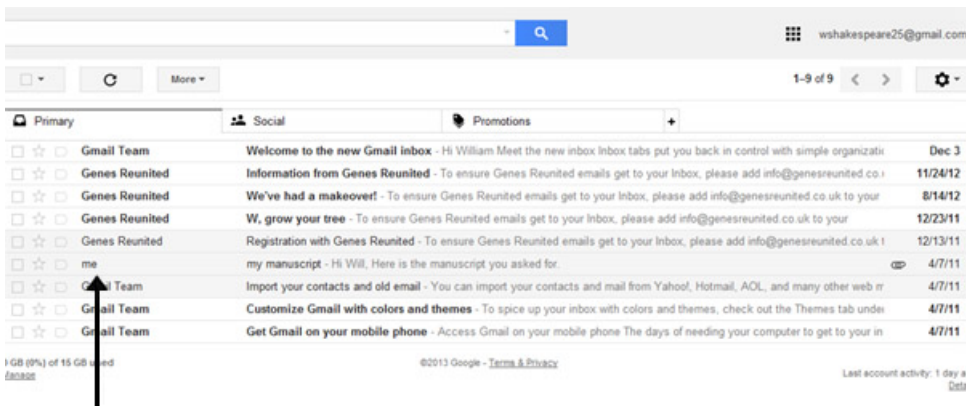 wshakespeare25@gmail.com
More
1–9 of 9
Primary Social Promotions +
Gmail Team Welcome to the new Gmail inbox - Hi William Meet the new inbox Inbox tabs put you back in control with simple organizatio Dec 3
Genes Reunited Information from Genes Reunited - To ensure Genes Reunited emails get to your Inbox, please add info@genesreunited.co.u 11/24/12
Genes Reunited We've had a makeover! - To ensure Genes Reunited emails get to your Inbox, please add info@genesreunited.co.uk to your 8/14/12
Genes Reunited W, grow your tree - To ensure Genes Reunited emails get to your Inbox, please add info@genesreunited.co.uk to your 12/23/11
Genes Reunited Registration with Genes Reunited - To ensure Genes Reunited emails get to your Inbox, please add info@genesreunited.co.uk t 12/13/11
me my manuscript - Hi Will, Here is the manuscript you asked for. 4/7/11
Gmail Team Import your contacts and old email - You can import your contacts and mail from Yahoo!, Hotmail, AOL, and many other web m 4/7/11
Gmail Team Customize Gmail with colors and themes - To spice up your inbox with colors and themes, check out the Themes tab under 4/7/11
Gmail Team Get Gmail on your mobile phone - Access Gmail on your mobile phone The days of needing your computer to get to your in 4/7/11
GB (0%) of 15 GB used ©2013 Google - Terms & Privacy
Manage Last account activity: 1 day a
Deta